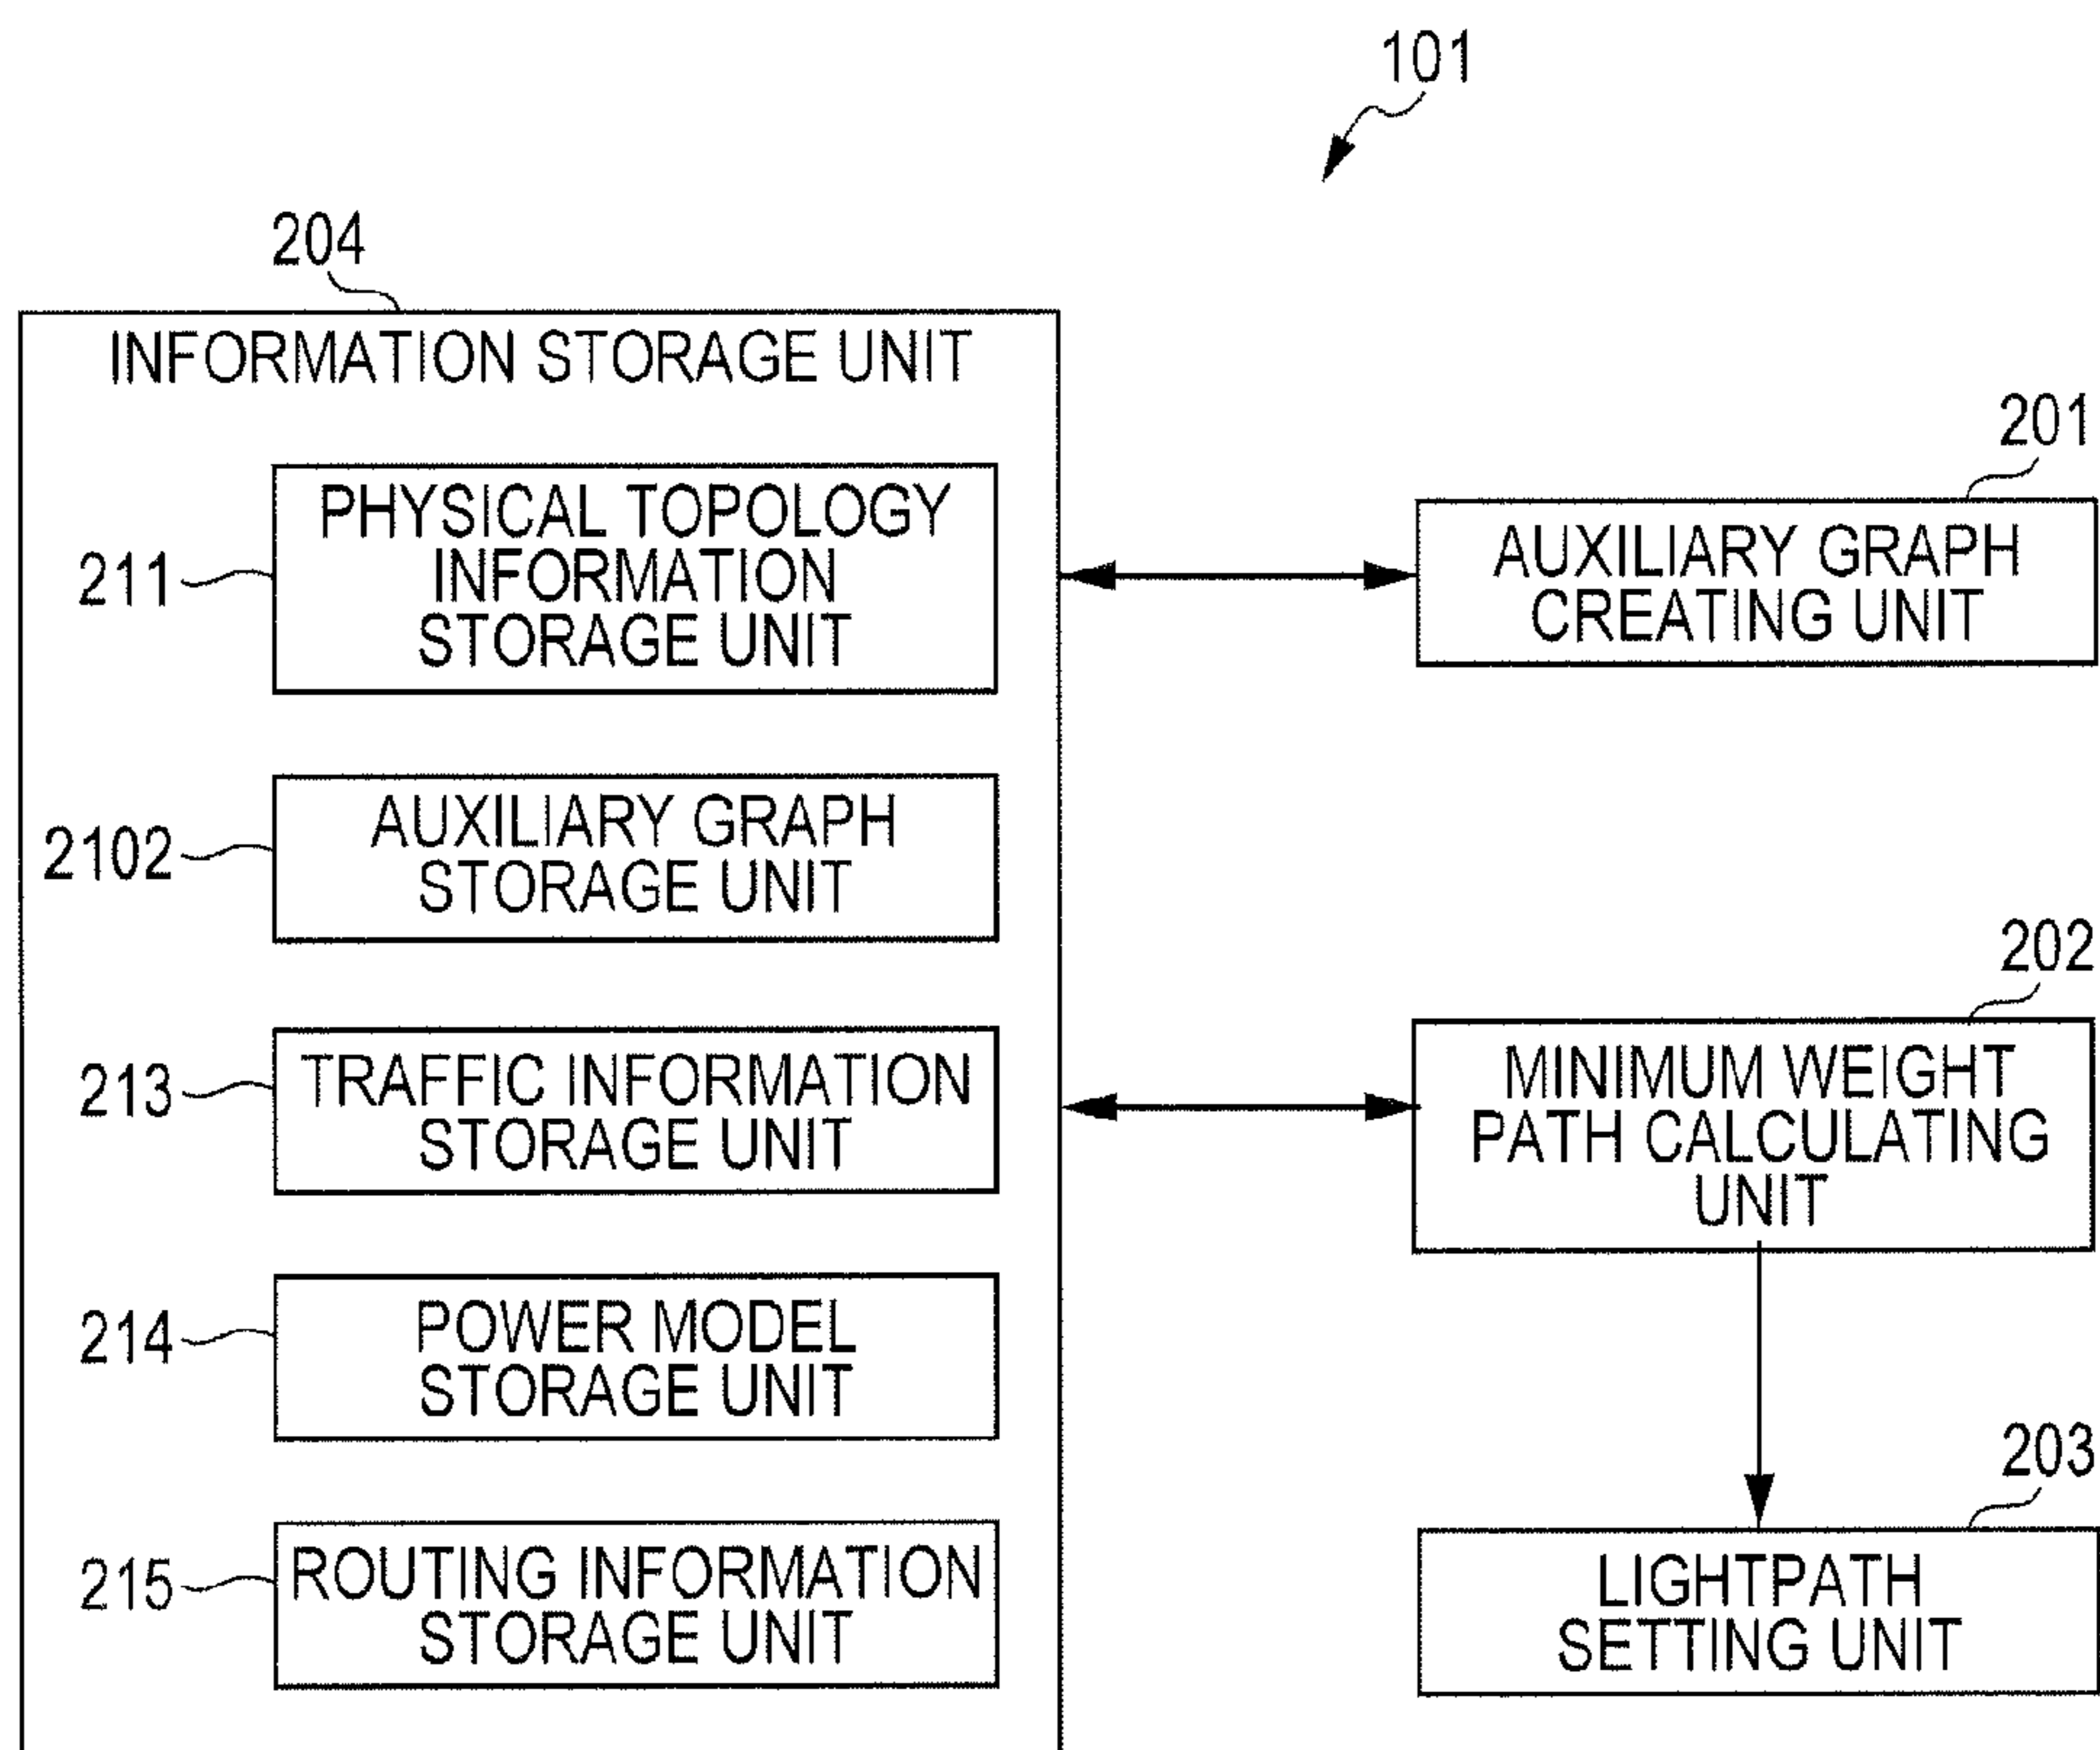 101
204
INFORMATION STORAGE UNIT
211
PHYSICAL TOPOLOGY
INFORMATION
STORAGE UNIT
2102
AUXILIARY GRAPH
STORAGE UNIT
213
TRAFFIC INFORMATION
STORAGE UNIT
214
POWER MODEL
STORAGE UNIT
215
ROUTING INFORMATION
STORAGE UNIT
201
AUXILIARY GRAPH
CREATING UNIT
202
MINIMUM WEIGHT
PATH CALCULATING
UNIT
203
LIGHTPATH
SETTING UNIT